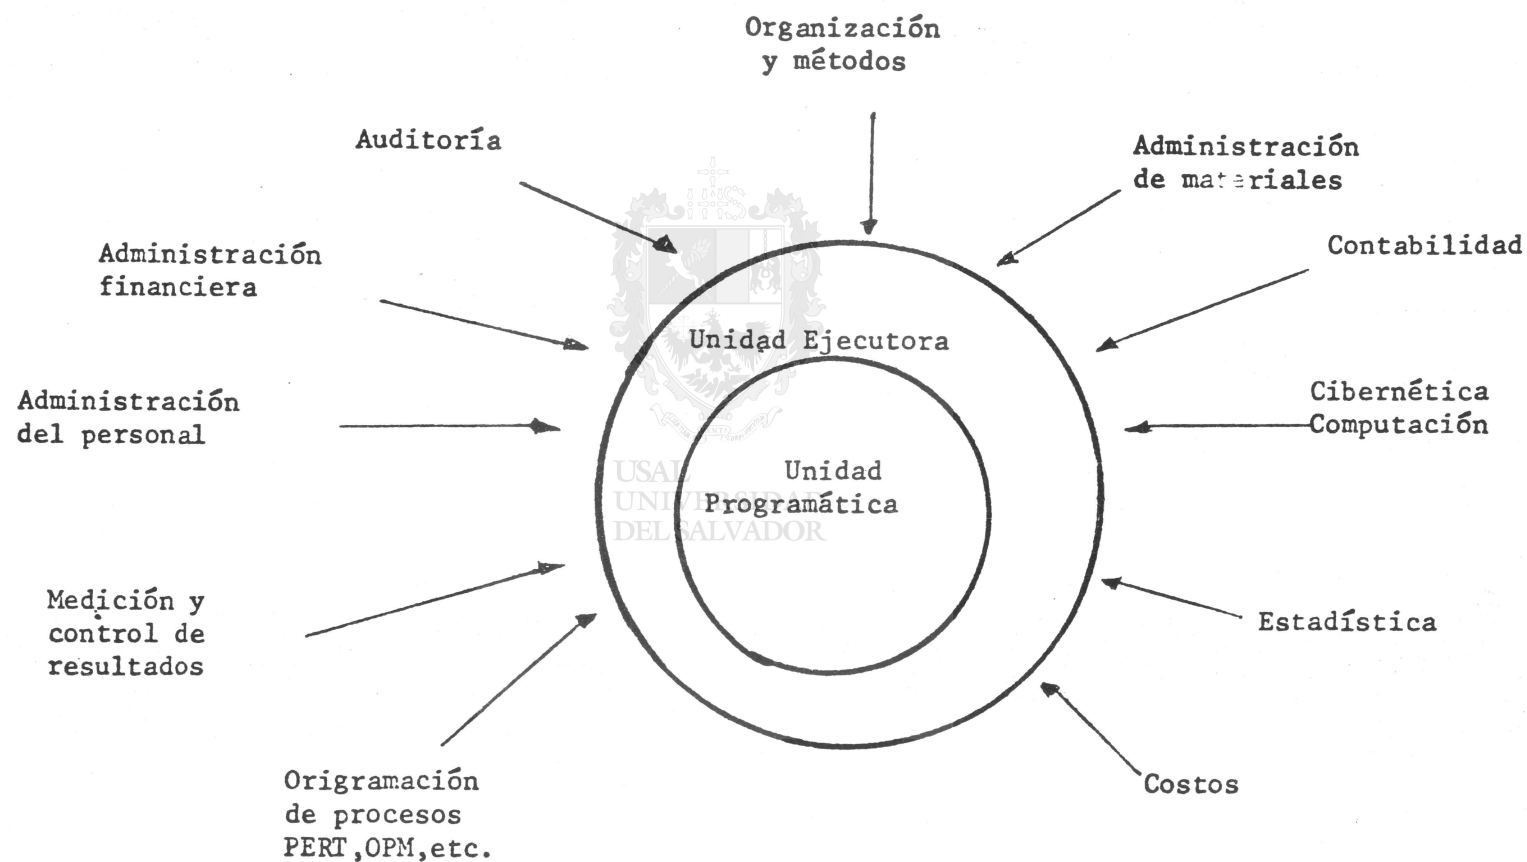 Organización
y métodos
Auditoría
Administración
de materiales
Administración
financiera
Contabilidad
Unidad Ejecutora
Administración
del personal
Cibernética
Computación
Unidad
Programática
USAL
UNIVERSIDAD
DEL SALVADOR
Medición y
control de
resultados
Estadística
Origramación
de procesos
PERT,OPM,etc.
Costos